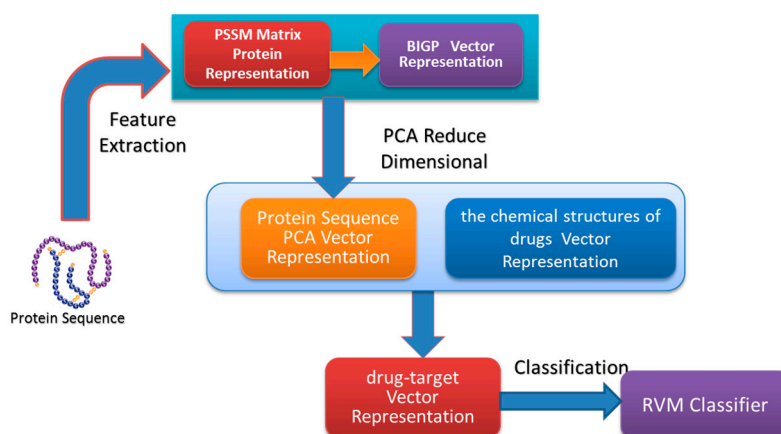 PSSM Matrix
Protein
Representation
BIGP Vector
Representation
Feature
Extraction
PCA Reduce
Dimensional
Protein Sequence
PCA Vector
Representation
the chemical structures of
drugs Vector
Representation
Protein Sequence
drug-target
Vector
Representation
Classification
RVM Classifier